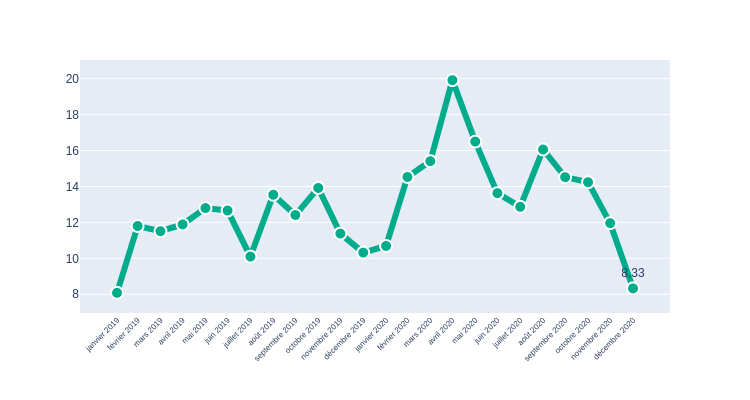 20
18
16
14
12
10
8
8.33
janvier 2019
février 2019
mars 2019
avril 2019
mai 2019
juin 2019
juillet 2019
août 2019
septembre 2019
octobre 2019
novembre 2019
décembre 2019
janvier 2020
février 2020
mars 2020
avril 2020
mai 2020
juin 2020
juillet 2020
août 2020
septembre 2020
octobre 2020
novembre 2020
décembre 2020